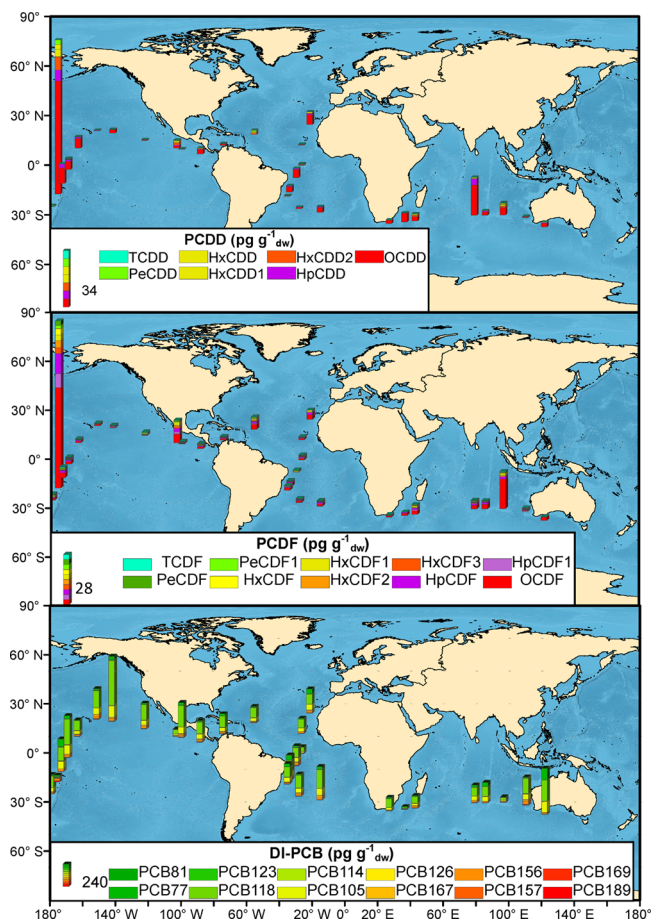 90°
60° N
30° N
0°
30° S
60° S
PCDD (pg g-1dw)
TCDD HxCDD HxCDD2 OCDD
PeCDD HxCDD1 HpCDD
34
90°
60° N
30° N
0°
30° S
60° S
PCDF (pg g-1dw)
TCDF PeCDF1 HxCDF1 HxCDF3 HpCDF1
PeCDF HxCDF HxCDF2 HpCDF OCDF
28
90°
60° N
30° N
0°
30° S
60° S
DI-PCB (pg g-1dw)
PCB81 PCB123 PCB114 PCB126 PCB156 PCB169
PCB77 PCB118 PCB105 PCB167 PCB157 PCB189
240
180° 140° W 100° W 60° W 20° W 0° 20° E 60° E 100° E 140° E 180°